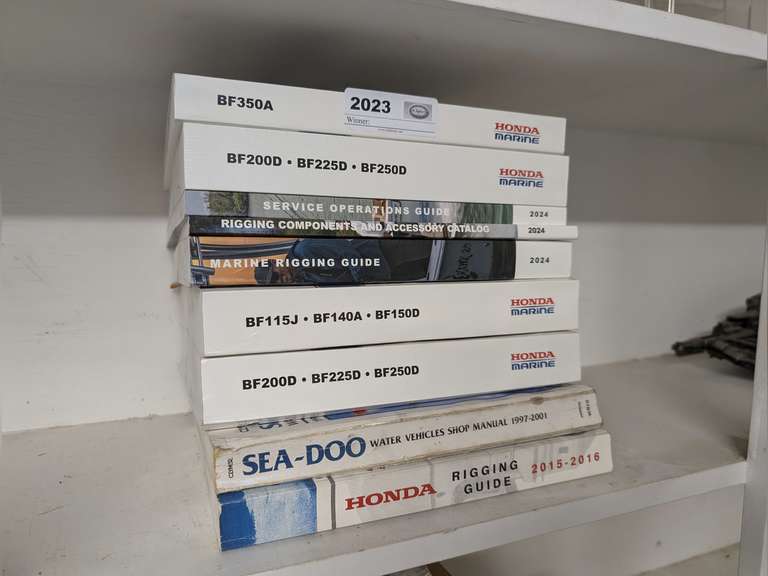 BF350A
2023
Winner:
HONDA
MARINE
BF200D • BF225D • BF250D
HONDA
MARINE
SERVICE OPERATIONS GUIDE 2024
RIGGING COMPONENTS AND ACCESSORY CATALOG 2024
MARINE RIGGING GUIDE 2024
BF115J • BF140A • BF150D
HONDA
MARINE
BF200D • BF225D • BF250D
HONDA
MARINE
SEA-DOO WATER VEHICLES SHOP MANUAL 1997-2001
HONDA RIGGING GUIDE 2015-2016